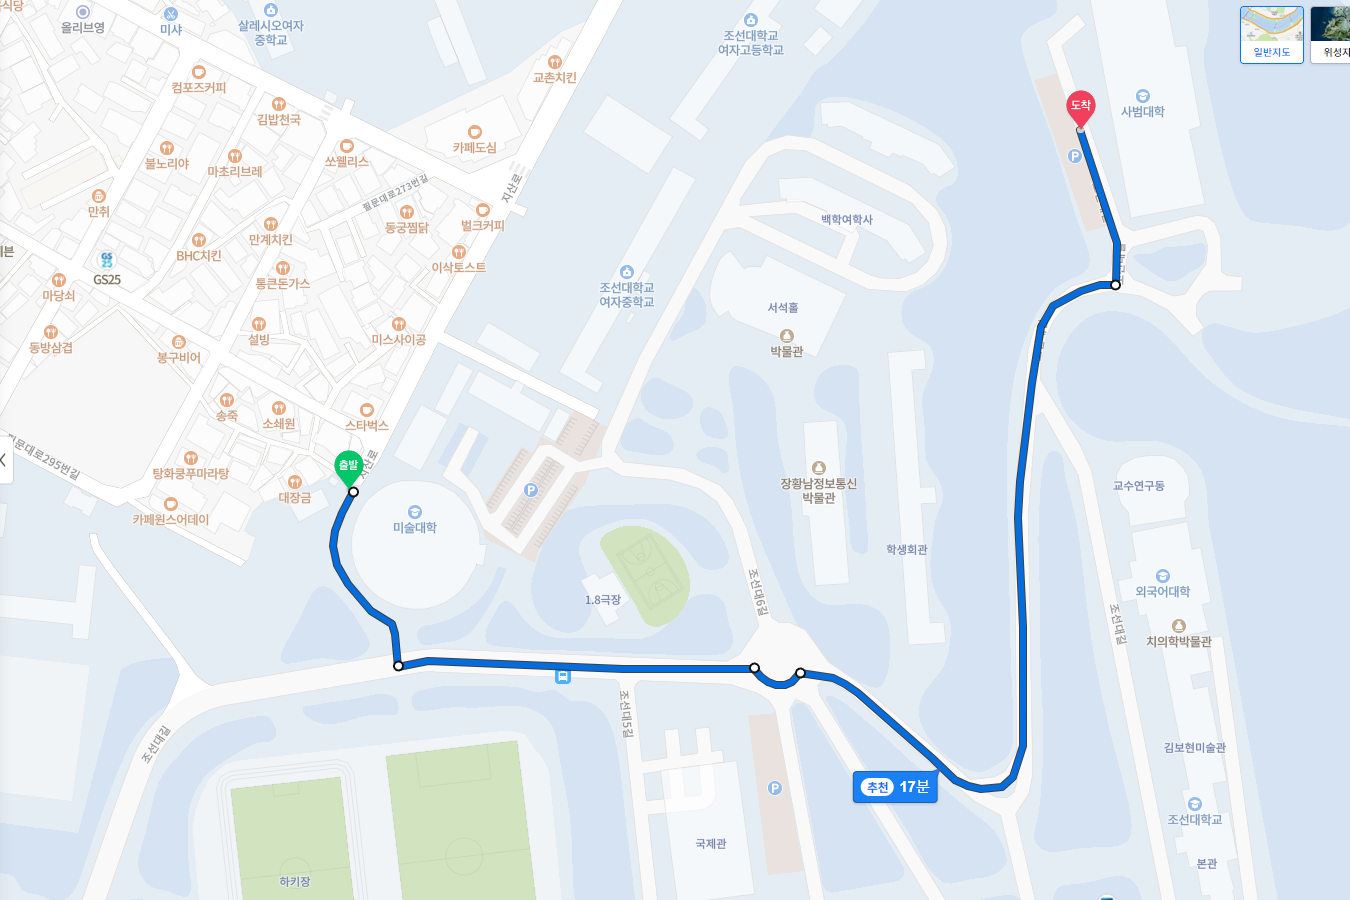 식당
올리브영
미샤
살레시오여자
중학교
조선대학교
여자고등학교
일반지도
컴포즈커피
교촌치킨
김밥천국
도착
사범대학
카페도심
불노리야
마초리브레
쏘웰리스
P
지산로
필문대로273번길
만취
동궁찜닭
벌크커피
백학여학사
만계치킨
BHC치킨
이삭토스트
세븐
GS
25
GS25
통큰돈가스
조선대학교
여자중학교
마당쇠
서석홀
설빙
미스사이공
동방삼겹
봉구비어
박물관
송죽
소쇄원
스타벅스
지산로
출발
필문대로295번길
탕화쿵푸마라탕
장황남정보통신
박물관
교수연구동
대장금
P
카페원스어데이
미술대학
학생회관
조선대6길
1.8극장
외국어대학
조선대길
치의학박물관
조선대5길
조선대길
김보현미술관
추천 17분
P
조선대학교
국제관
본관
하키장